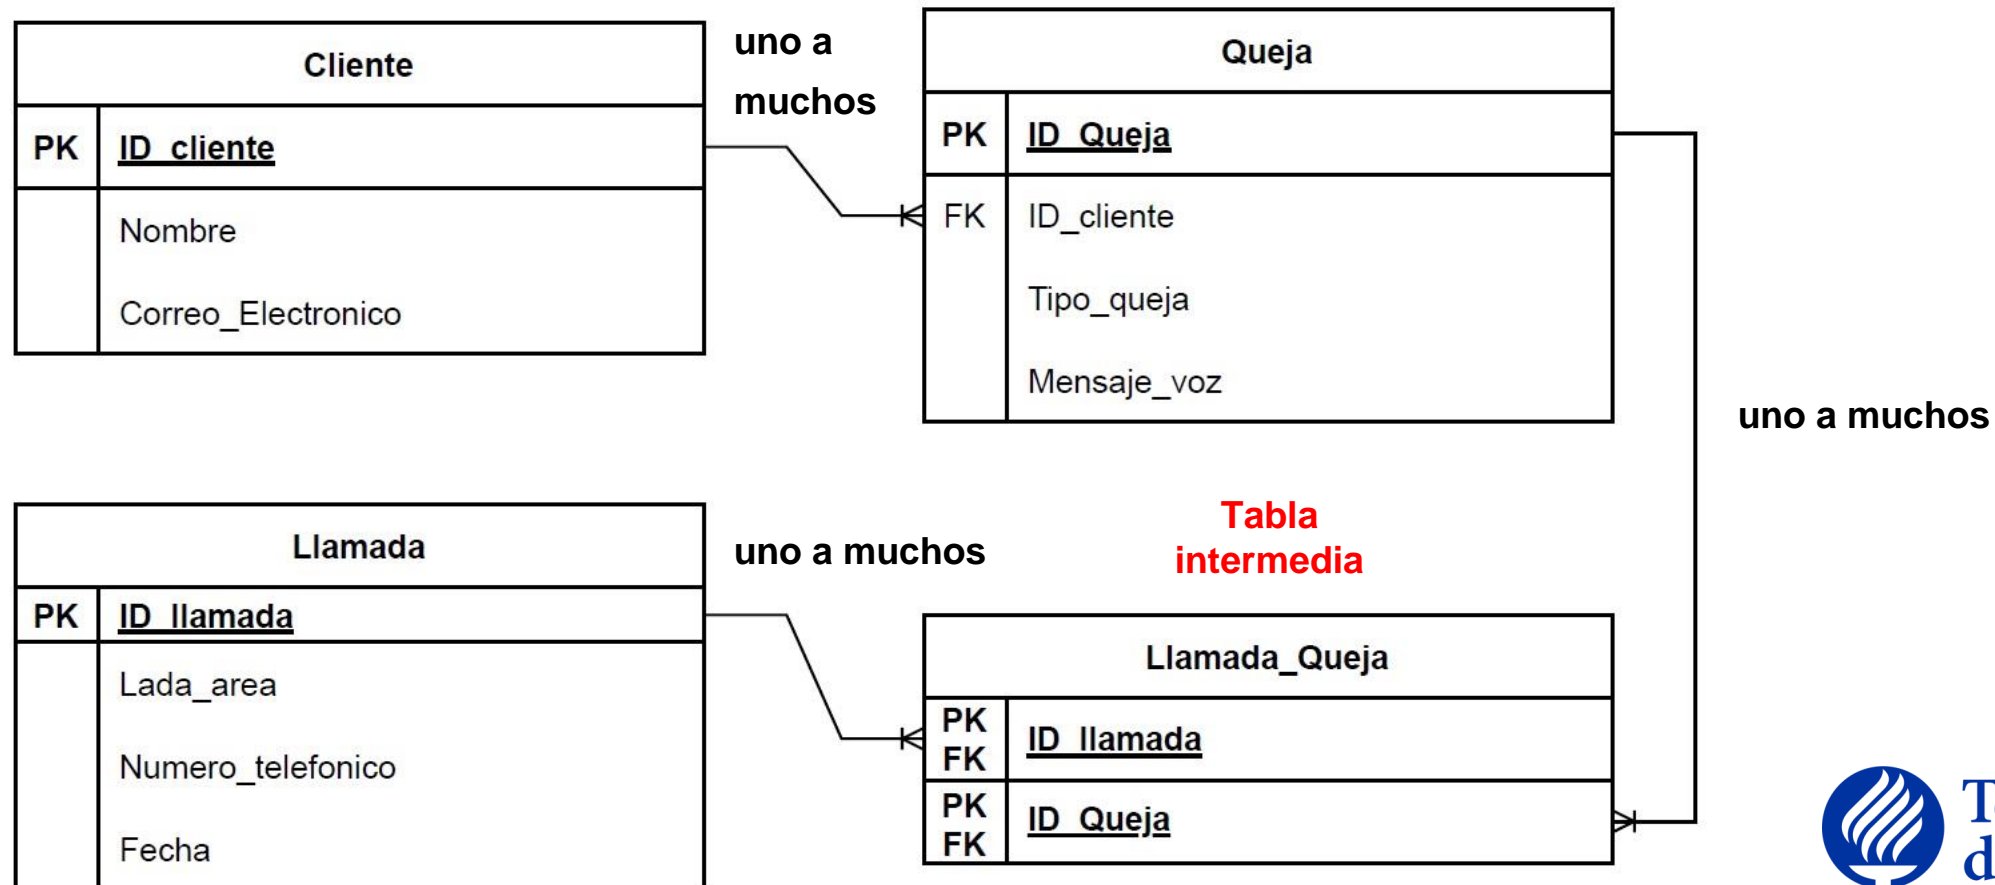 Cliente
PK ID_cliente
Nombre
Correo_Electronico
uno a
muchos
Queja
PK ID_Queja
FK ID_cliente
Tipo_queja
Mensaje_voz
uno a muchos
Llamada
PK ID_llamada
Lada_area
Numero_telefonico
Fecha
uno a muchos
Tabla
intermedia
Llamada_Queja
PK
FK
ID_llamada
PK
FK
ID_Queja